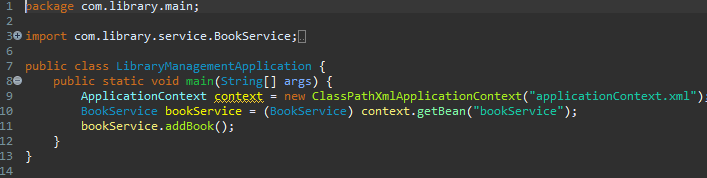 1 package com.library.main;
2
3 import com.library.service.BookService;
6
7 public class LibraryManagementApplication {
8 public static void main(String[] args) {
9 ApplicationContext context = new ClassPathXmlApplicationContext("applicationContext.xml");
10 BookService bookService = (BookService) context.getBean("bookService");
11 bookService.addBook();
12 }
13 }
14